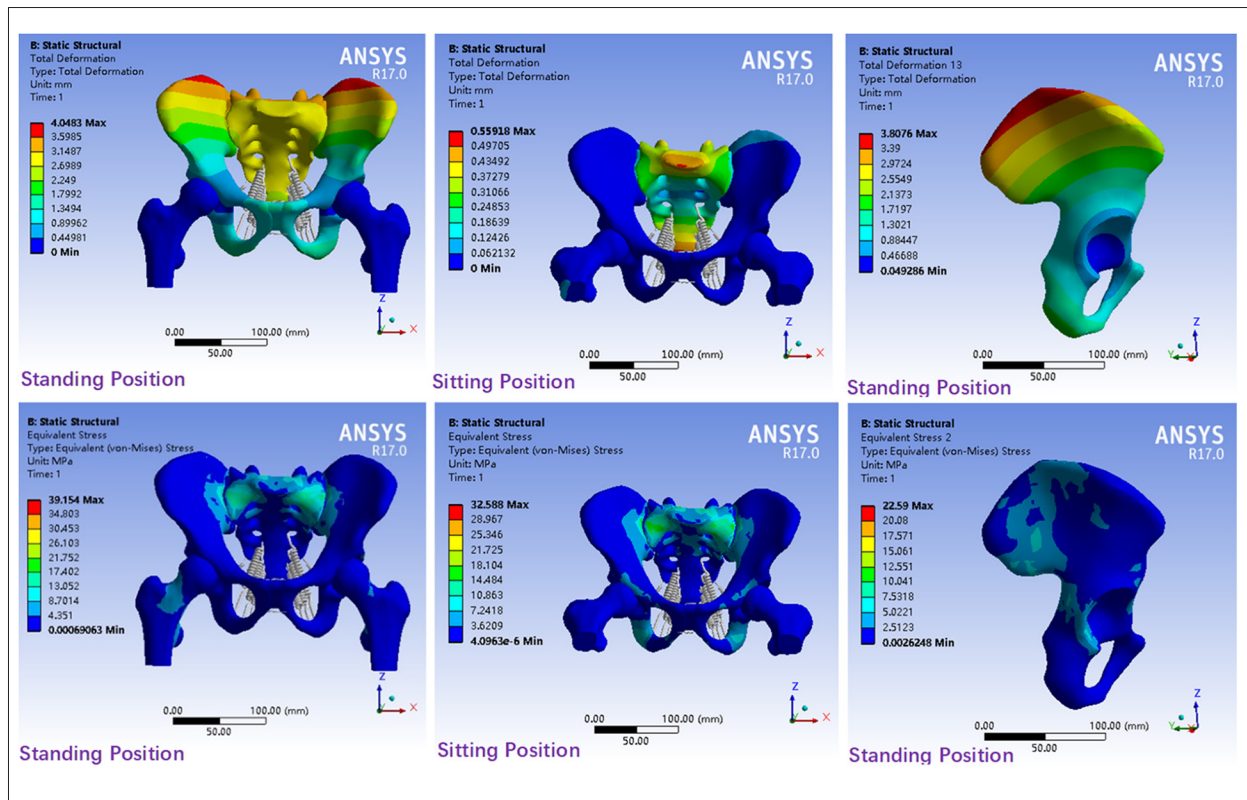 B: Static Structural
Total Deformation
Type: Total Deformation
Unit: mm
Time: 1
ANSYS
R17.0
4.0483 Max
3.5985
3.1487
2.6989
2.249
1.7992
1.3494
0.89962
0.44981
0 Min
Z
X
0.00 100.00 (mm)
50.00
Standing Position
B: Static Structural
Total Deformation
Type: Total Deformation
Unit: mm
Time: 1
ANSYS
R17.0
0.55918 Max
0.49705
0.43492
0.37279
0.31066
0.24853
0.18639
0.12426
0.062132
0 Min
Z
X
0.00 100.00 (mm)
50.00
Sitting Position
B: Static Structural
Total Deformation 13
Type: Total Deformation
Unit: mm
Time: 1
ANSYS
R17.0
3.8076 Max
3.39
2.9724
2.5549
2.1373
1.7197
1.3021
0.88447
0.46688
0.049286 Min
Z
Y
0.00 100.00 (mm)
50.00
Standing Position
B: Static Structural
Equivalent Stress
Type: Equivalent (von-Mises) Stress
Unit: MPa
Time: 1
ANSYS
R17.0
39.154 Max
34.803
30.453
26.103
21.752
17.402
13.052
8.7014
4.351
0.00069063 Min
Z
X
0.00 100.00 (mm)
50.00
Standing Position
B: Static Structural
Equivalent Stress
Type: Equivalent (von-Mises) Stress
Unit: MPa
Time: 1
ANSYS
R17.0
32.588 Max
28.967
25.346
21.725
18.104
14.484
10.863
7.2418
3.6209
4.0963e-6 Min
Z
X
0.00 100.00 (mm)
50.00
Sitting Position
B: Static Structural
Equivalent Stress 2
Type: Equivalent (von-Mises) Stress
Unit: MPa
Time: 1
ANSYS
R17.0
22.59 Max
20.08
17.571
15.061
12.551
10.041
7.5318
5.0221
2.5123
0.0026248 Min
Z
Y
0.00 100.00 (mm)
50.00
Standing Position